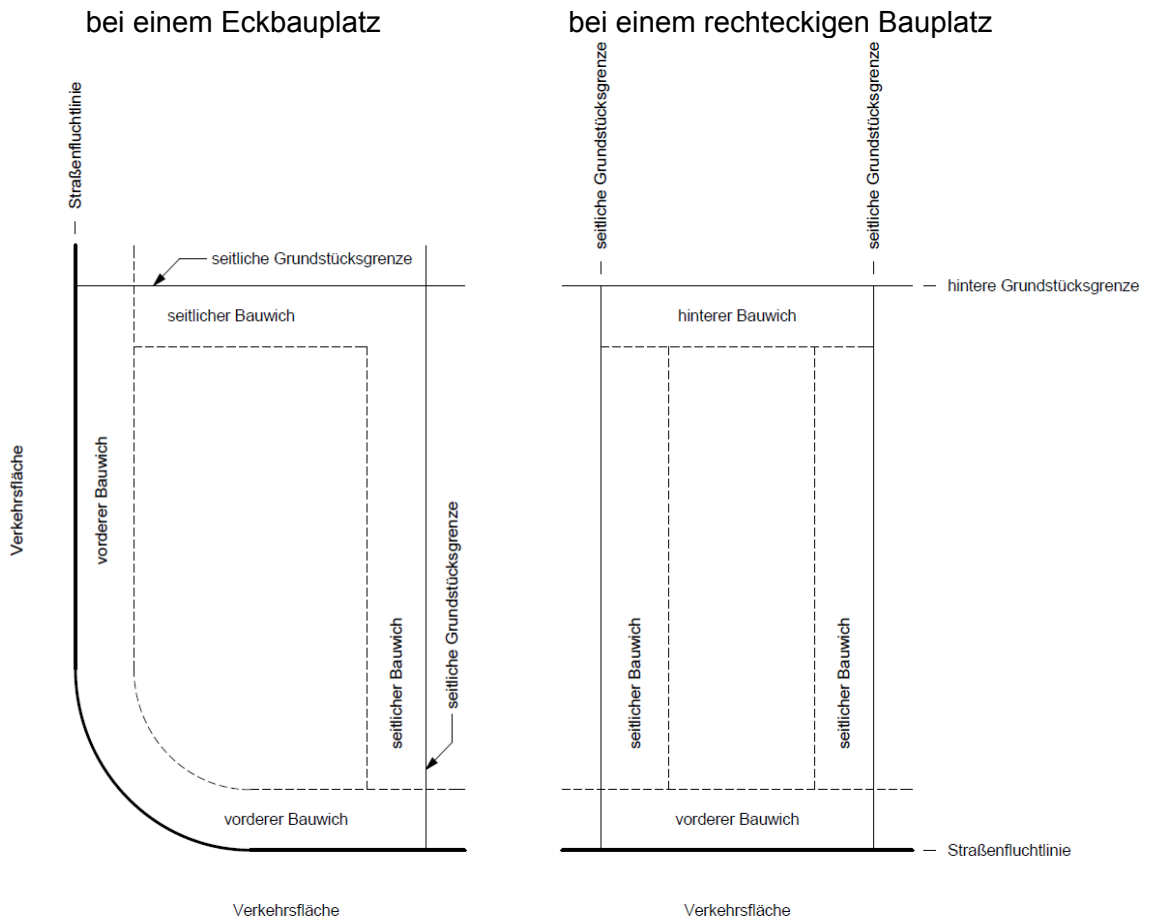 bei einem Eckbauplatz
Straßenfluchtlinie
seitliche Grundstücksgrenze
seitlicher Bauwich
Verkehrsfläche
vorderer Bauwich
seitlicher Bauwich
seitliche Grundstücksgrenze
vorderer Bauwich
Verkehrsfläche
bei einem rechteckigen Bauplatz
seitliche Grundstücksgrenze
seitliche Grundstücksgrenze
hintere Grundstücksgrenze
hinterer Bauwich
seitlicher Bauwich
seitlicher Bauwich
vorderer Bauwich
Straßenfluchtlinie
Verkehrsfläche